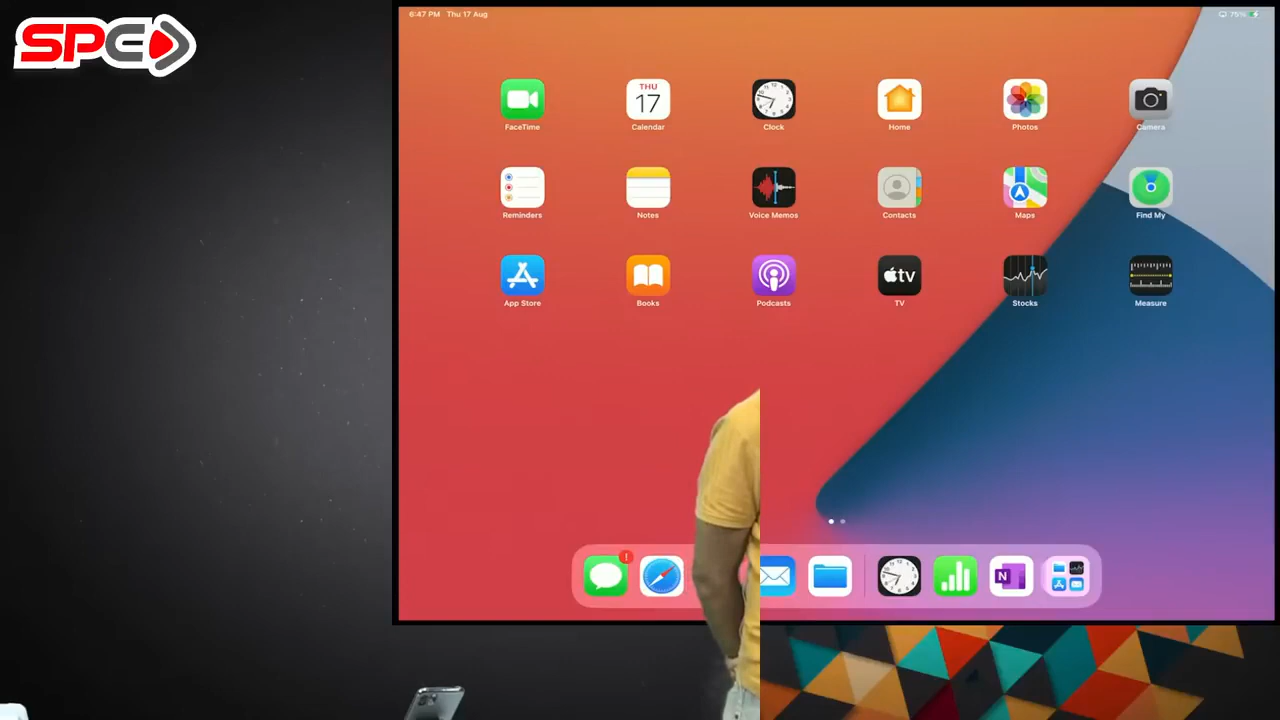 SPE
6:47 PM Thu 17 Aug
75%
THU
17
FaceTime
Calendar
Clock
Home
Photos
Camera
Reminders
Notes
Voice Memos
Contacts
Maps
Find My
tv
App Store
Books
Podcasts
TV
Stocks
Measure
!
N